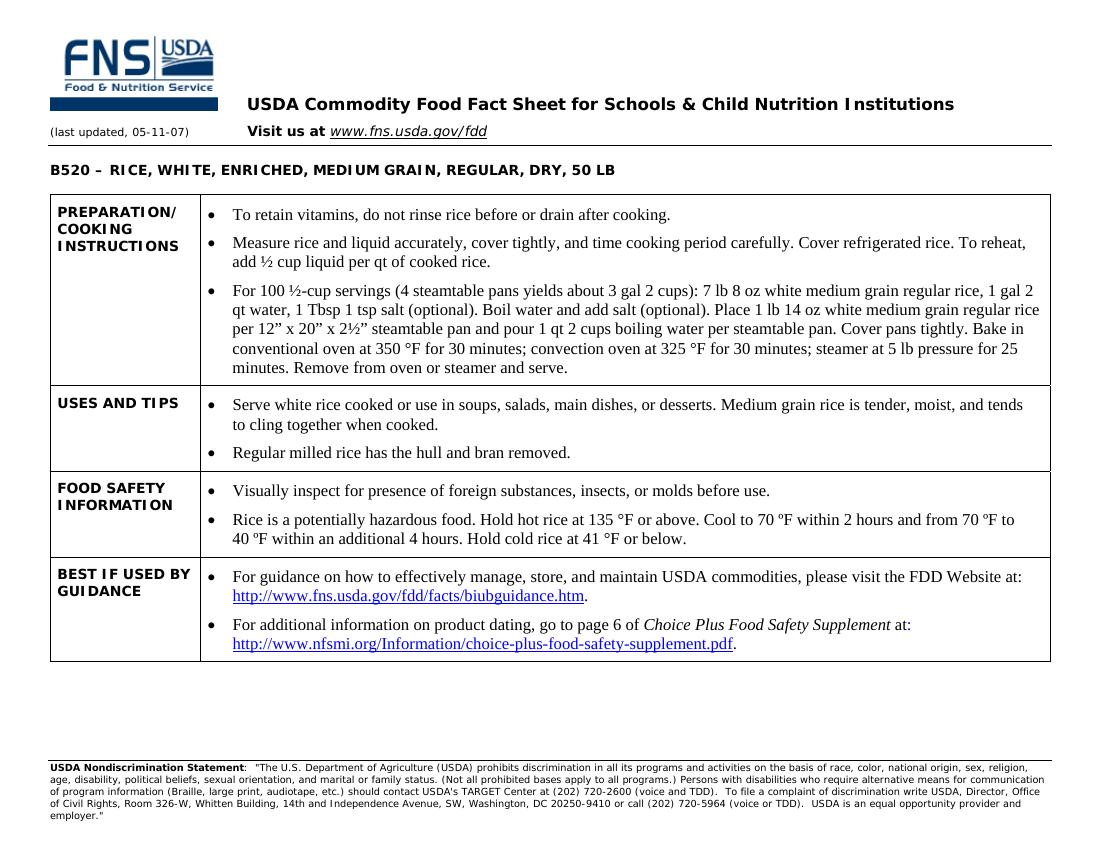 FNS USDA
Food & Nutrition Service
USDA Commodity Food Fact Sheet for Schools & Child Nutrition Institutions
(last updated, 05-11-07)
Visit us at www.fns.usda.gov/fdd
B520 – RICE, WHITE, ENRICHED, MEDIUM GRAIN, REGULAR, DRY, 50 LB
PREPARATION/
COOKING
INSTRUCTIONS
• To retain vitamins, do not rinse rice before or drain after cooking.
• Measure rice and liquid accurately, cover tightly, and time cooking period carefully. Cover refrigerated rice. To reheat,
add ½ cup liquid per qt of cooked rice.
• For 100 ½-cup servings (4 steamtable pans yields about 3 gal 2 cups): 7 lb 8 oz white medium grain regular rice, 1 gal 2
qt water, 1 Tbsp 1 tsp salt (optional). Boil water and add salt (optional). Place 1 lb 14 oz white medium grain regular rice
per 12” x 20” x 2½” steamtable pan and pour 1 qt 2 cups boiling water per steamtable pan. Cover pans tightly. Bake in
conventional oven at 350 °F for 30 minutes; convection oven at 325 °F for 30 minutes; steamer at 5 lb pressure for 25
minutes. Remove from oven or steamer and serve.
USES AND TIPS
• Serve white rice cooked or use in soups, salads, main dishes, or desserts. Medium grain rice is tender, moist, and tends
to cling together when cooked.
• Regular milled rice has the hull and bran removed.
FOOD SAFETY
INFORMATION
• Visually inspect for presence of foreign substances, insects, or molds before use.
• Rice is a potentially hazardous food. Hold hot rice at 135 °F or above. Cool to 70 ºF within 2 hours and from 70 ºF to
40 ºF within an additional 4 hours. Hold cold rice at 41 °F or below.
BEST IF USED BY
GUIDANCE
• For guidance on how to effectively manage, store, and maintain USDA commodities, please visit the FDD Website at:
http://www.fns.usda.gov/fdd/facts/biubguidance.htm.
• For additional information on product dating, go to page 6 of Choice Plus Food Safety Supplement at:
http://www.nfsmi.org/Information/choice-plus-food-safety-supplement.pdf.
USDA Nondiscrimination Statement: "The U.S. Department of Agriculture (USDA) prohibits discrimination in all its programs and activities on the basis of race, color, national origin, sex, religion,
age, disability, political beliefs, sexual orientation, and marital or family status. (Not all prohibited bases apply to all programs.) Persons with disabilities who require alternative means for communication
of program information (Braille, large print, audiotape, etc.) should contact USDA's TARGET Center at (202) 720-2600 (voice and TDD). To file a complaint of discrimination write USDA, Director, Office
of Civil Rights, Room 326-W, Whitten Building, 14th and Independence Avenue, SW, Washington, DC 20250-9410 or call (202) 720-5964 (voice or TDD). USDA is an equal opportunity provider and
employer."